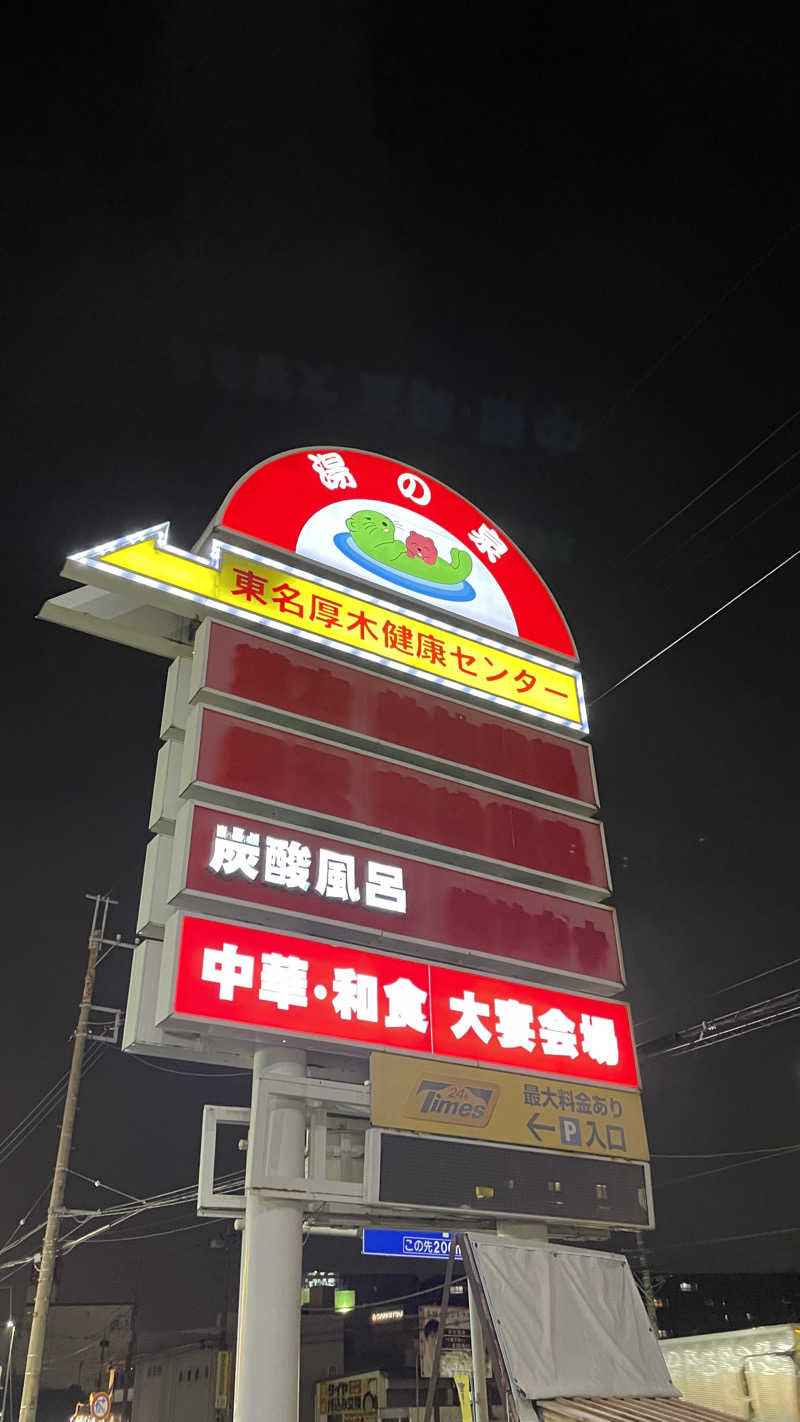 湯の泉
東名厚木健康センター
炭酸風呂
中華・和食 大宴会場
24h Times
最大料金あり
←P入口
この先200